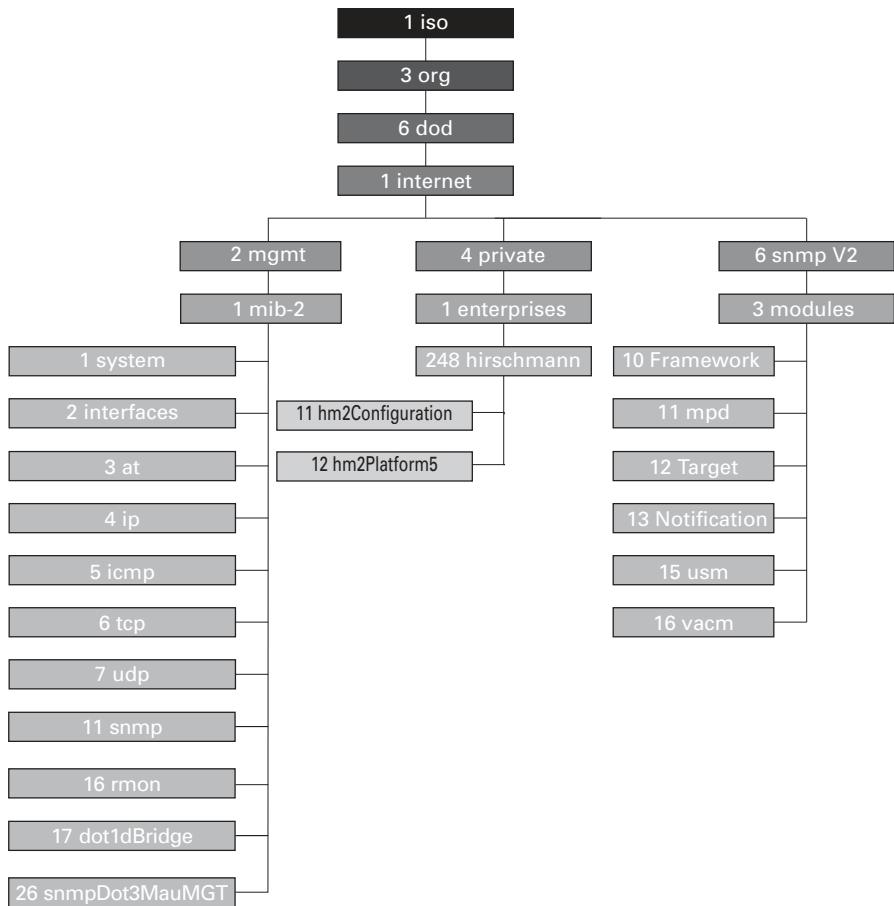 1 iso
3 org
6 dod
1 internet
2 mgmt
4 private
6 snmp V2
1 mib-2
1 enterprises
3 modules
1 system
248 hirschmann
10 Framework
2 interfaces
11 hm2Configuration
11 mpd
3 at
12 hm2Platform5
12 Target
4 ip
13 Notification
5 icmp
15 usm
6 tcp
16 vacm
7 udp
11 snmp
16 rmon
17 dot1dBridge
26 snmpDot3MauMGT